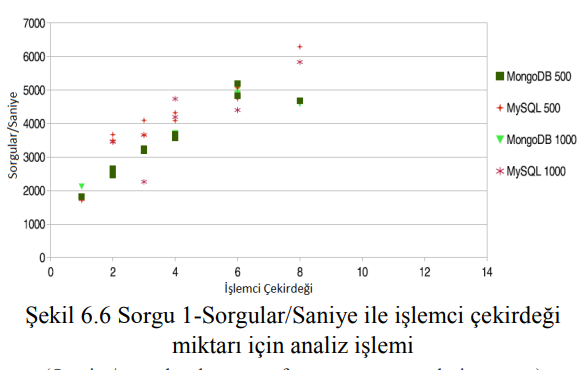 7000
6000
5000
4000
3000
2000
1000
0
Sorgular/Saniye
0 2 4 6 8 10 12 14
İşlemci Çekirdeği
MongoDB 500
MySQL 500
MongoDB 1000
MySQL 1000
Şekil 6.6 Sorgu 1-Sorgular/Saniye ile işlemci çekirdeği
miktarı için analiz işlemi